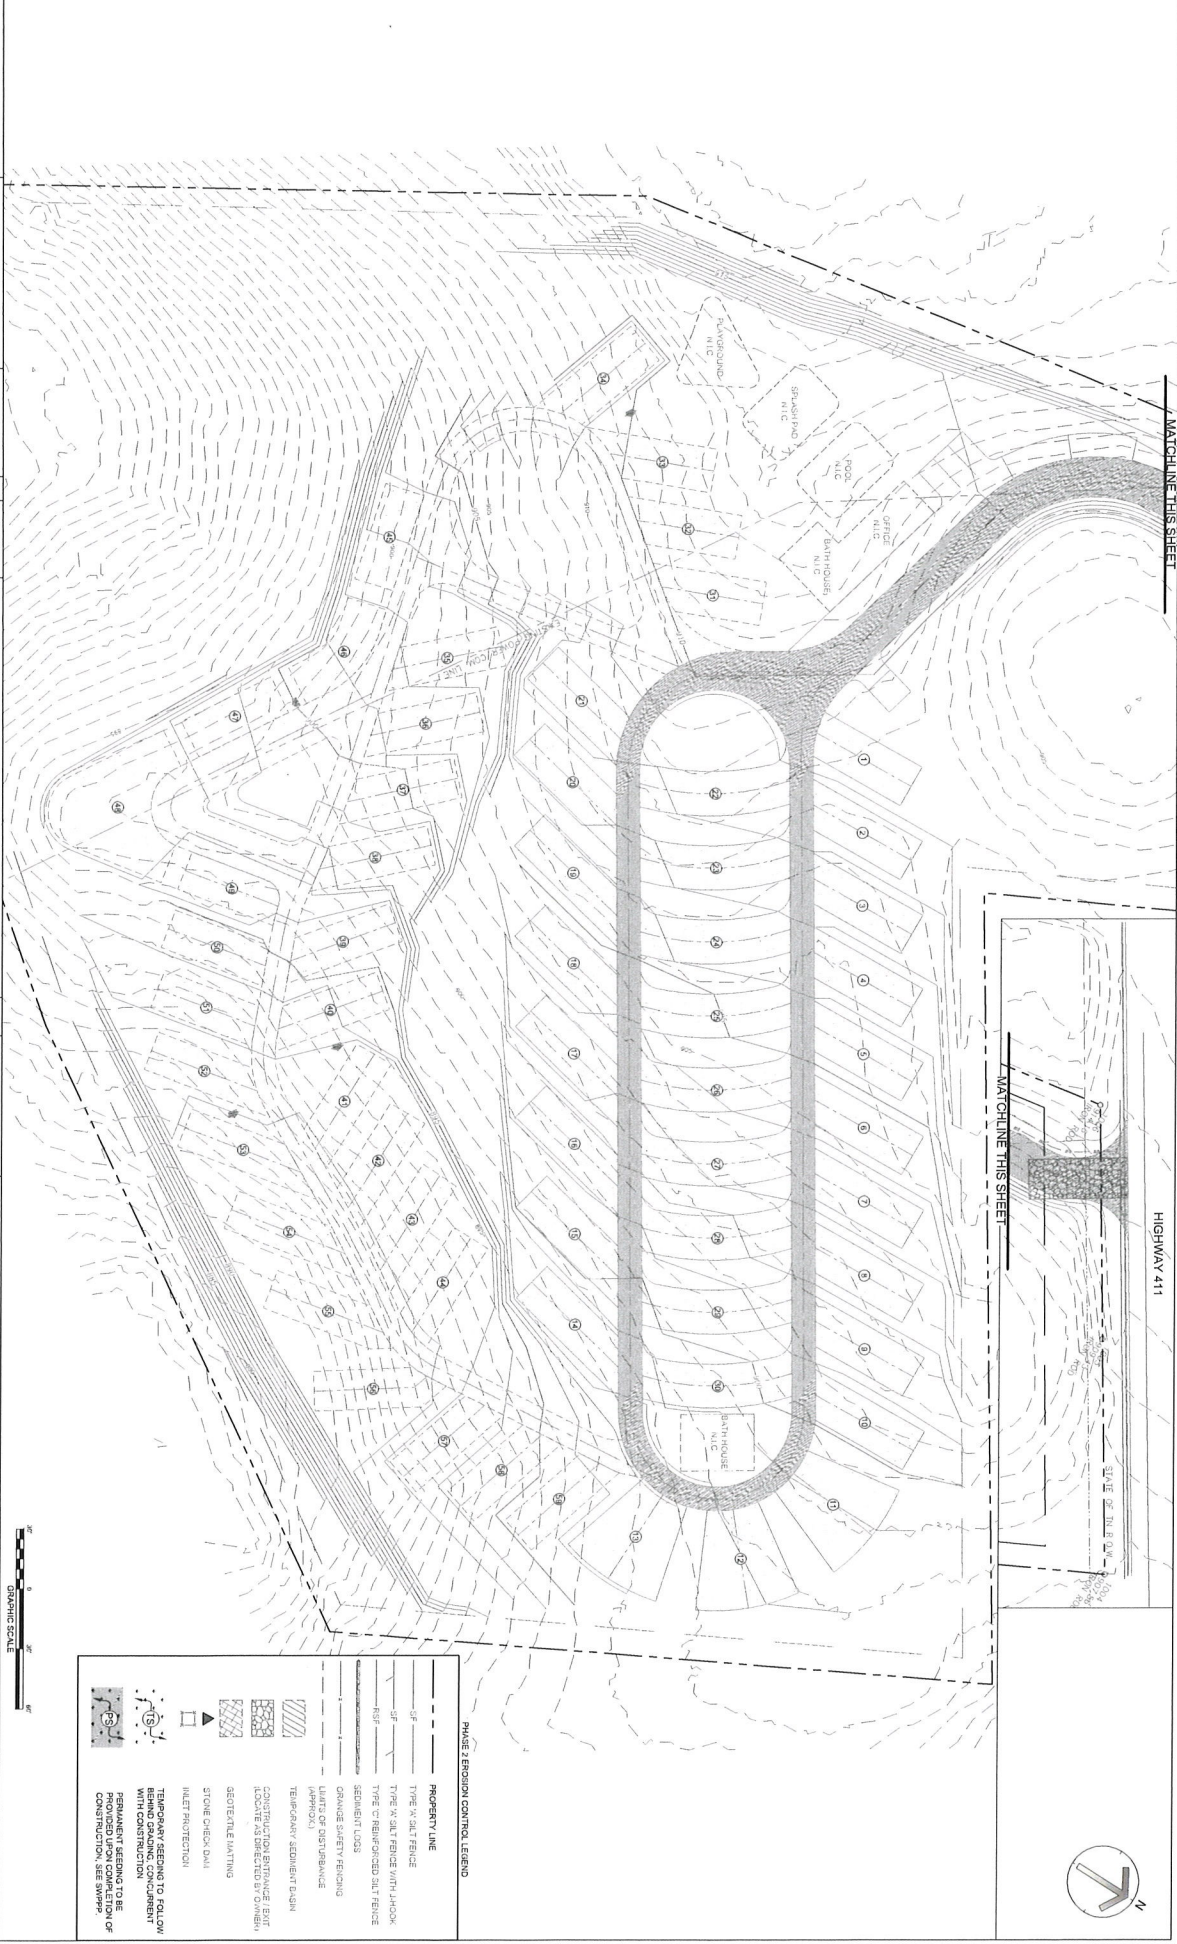 MATCHLINE THIS SHEET
HIGHWAY 411
MATCHLINE THIS SHEET
STATE OF TN R.O.W.
N
PLAYGROUND
N.I.C.
SPLASH PAD
N.I.C.
POOL
N.I.C.
OFFICE
N.I.C.
BATH HOUSE
N.I.C.
1
2
3
4
5
6
7
8
9
10
11
12
13
14
15
16
17
18
19
20
21
22
23
24
25
26
27
28
29
30
BATH HOUSE
N.I.C.
31
32
33
34
35
36
37
38
39
40
41
42
43
44
45
46
47
48
49
50
51
52
53
54
55
56
57
58
59
GRAPHIC SCALE
30' 0 30' 60'
PHASE 2 EROSION CONTROL LEGEND
PROPERTY LINE
SF TYPE 'A' SILT FENCE
SF TYPE 'A' SILT FENCE WITH J-HOOK
RSF TYPE 'C' REINFORCED SILT FENCE
SEDIMENT LOGS
ORANGE SAFETY FENCING
LIMITS OF DISTURBANCE
(APPROX.)
TEMPORARY SEDIMENT BASIN
CONSTRUCTION ENTRANCE / EXIT
(LOCATE AS DIRECTED BY OWNER)
GEOTEXTILE MATTING
STONE CHECK DAM
INLET PROTECTION
TS TEMPORARY SEEDING TO FOLLOW
BEHIND GRADING, CONCURRENT
WITH CONSTRUCTION
PS PERMANENT SEEDING TO BE
PROVIDED UPON COMPLETION OF
CONSTRUCTION, SEE SWPPP.